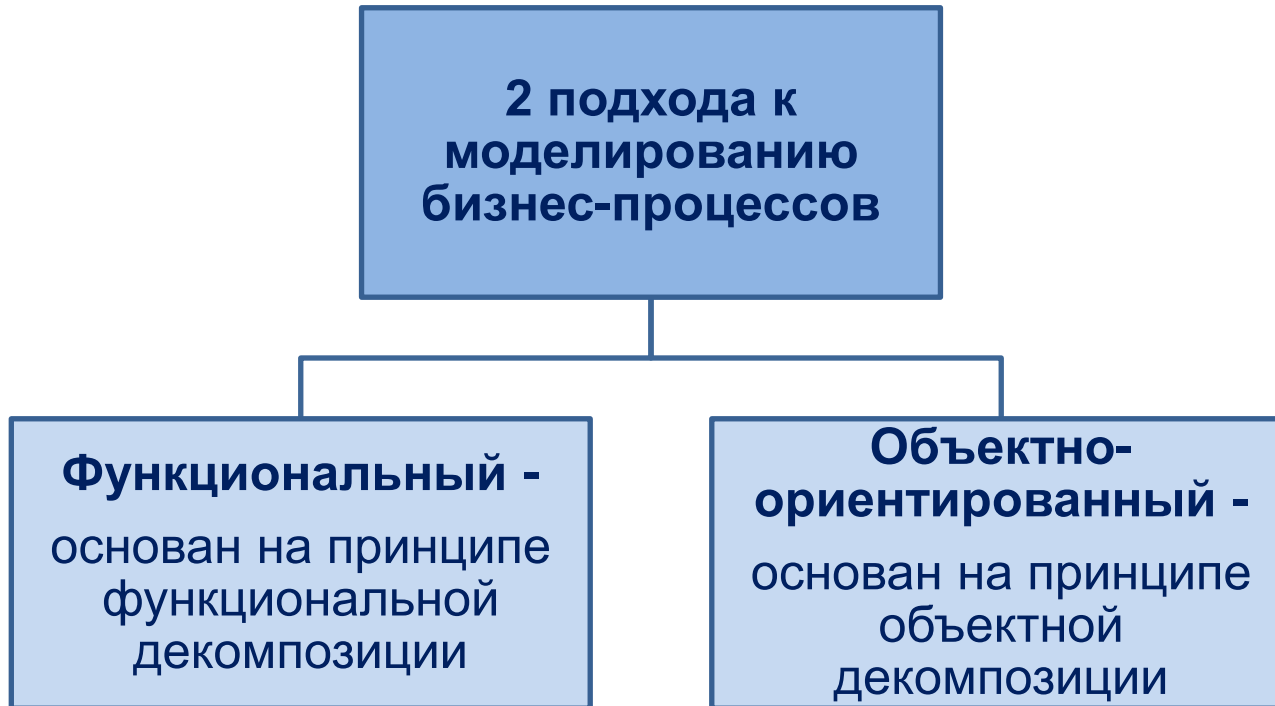 2 подхода к
моделированию
бизнес-процессов
Функциональный -
основан на принципе
функциональной
декомпозиции
Объектно-
ориентированный -
основан на принципе
объектной
декомпозиции